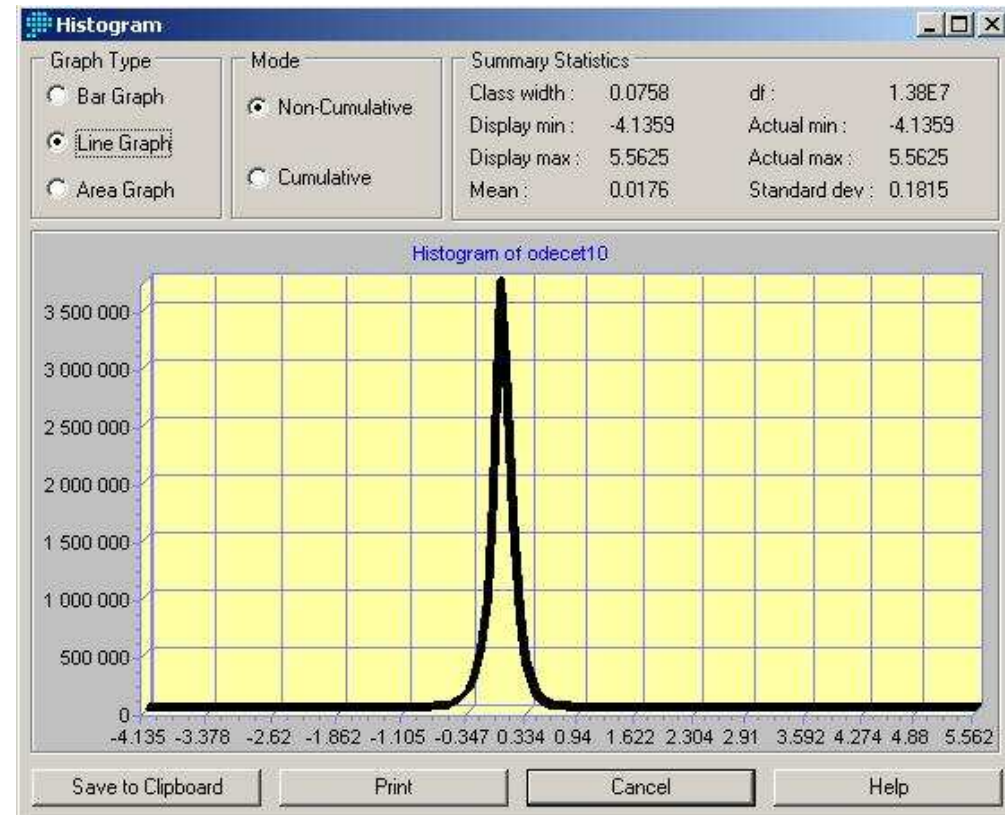 Histogram
Graph Type
Bar Graph
Line Graph
Area Graph
Mode
Non-Cumulative
Cumulative
Summary Statistics
Class width : 0.0758 df : 1.38E7
Display min : -4.1359 Actual min : -4.1359
Display max : 5.5625 Actual max : 5.5625
Mean : 0.0176 Standard dev : 0.1815
Histogram of odecet10
3 500 000
3 000 000
2 500 000
2 000 000
1 500 000
1 000 000
500 000
0
-4.135 -3.378 -2.62 -1.862 -1.105 -0.347 0.334 0.94 1.622 2.304 2.91 3.592 4.274 4.88 5.562
Save to Clipboard Print Cancel Help